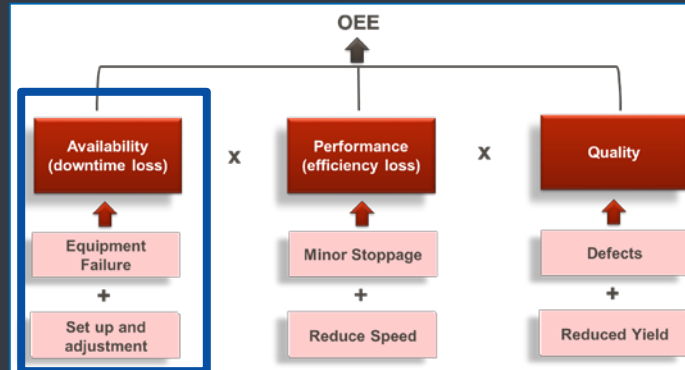 OEE
Availability
(downtime loss)
x
Performance
(efficiency loss)
x
Quality
Equipment
Failure
+
Set up and
adjustment
Minor Stoppage
+
Reduce Speed
Defects
+
Reduced Yield